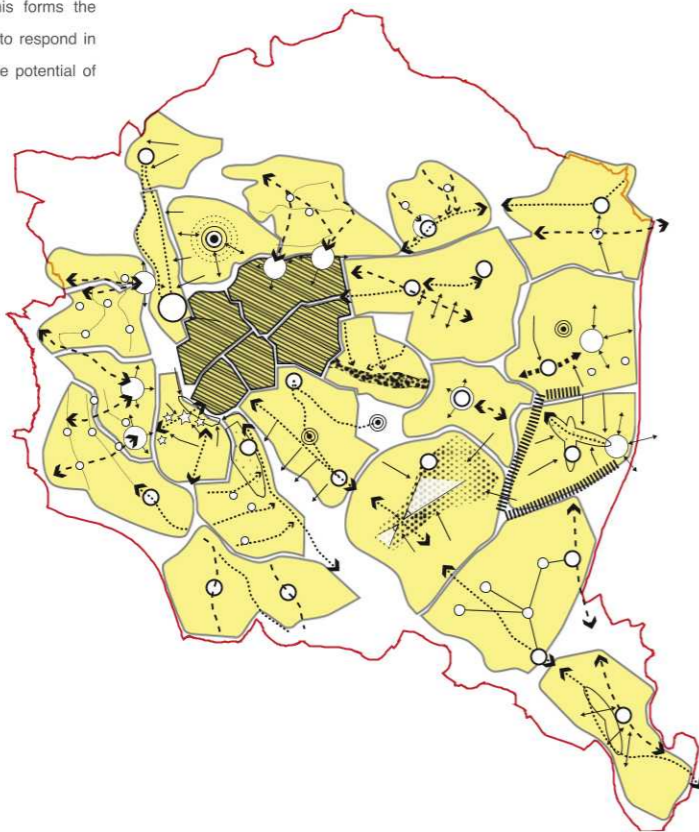 his forms the
to respond in
e potential of